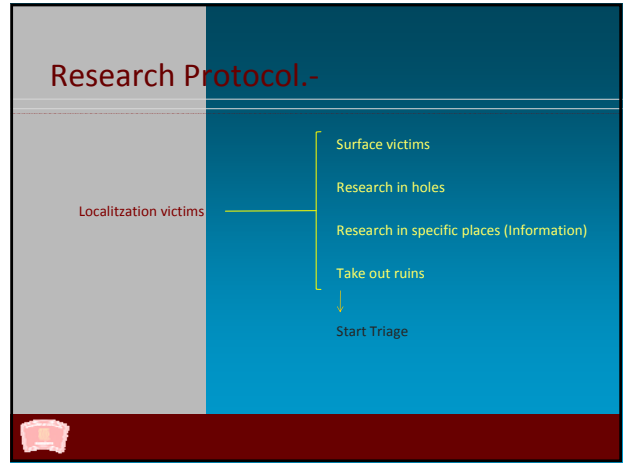 Research Protocol.-
Surface victims
Research in holes
Localitzation victims
Research in specific places (Information)
Take out ruins
Start Triage